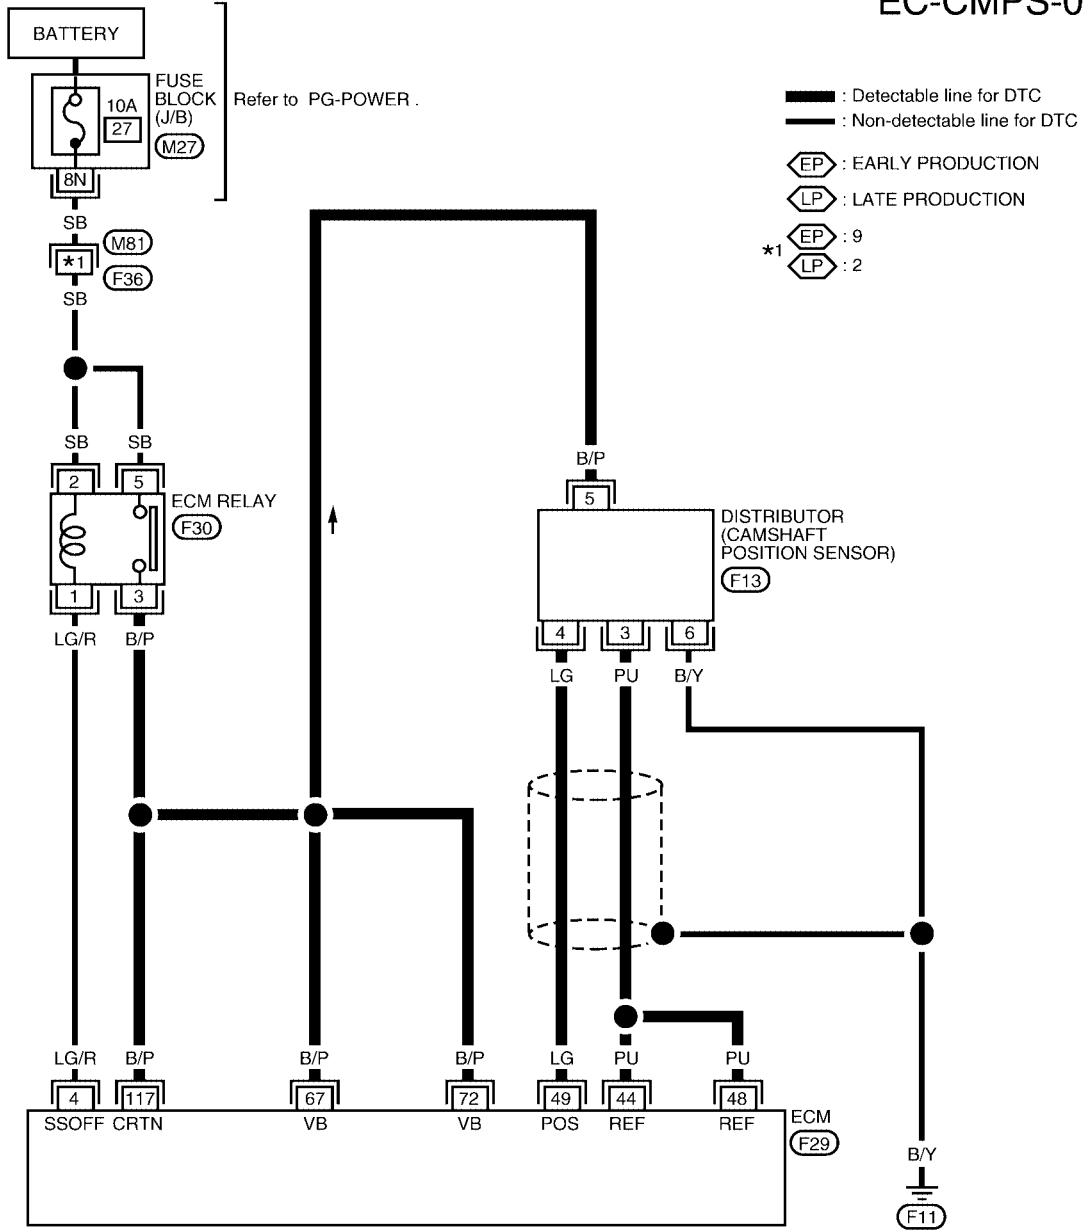 EC-CMPS-0
BATTERY
FUSE
BLOCK
(J/B)
M27
10A
27
Refer to PG-POWER .
: Detectable line for DTC
: Non-detectable line for DTC
EP : EARLY PRODUCTION
LP : LATE PRODUCTION
*1
EP : 9
LP : 2
8N
SB
M81
*1
F36
SB
SB SB
2 5
ECM RELAY
F30
1 3
LG/R B/P
B/P
5
DISTRIBUTOR
(CAMSHAFT
POSITION SENSOR)
F13
4 3 6
LG PU B/Y
LG/R B/P B/P B/P LG PU PU
4 117 67 72 49 44 48
SSOFF CRTN VB VB POS REF REF
ECM
F29
B/Y
F11